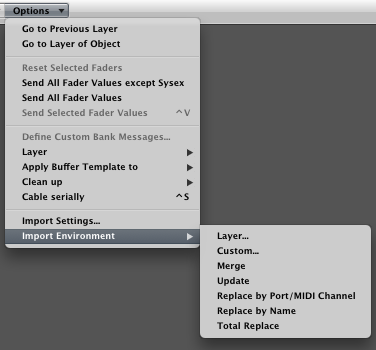 Options
Go to Previous Layer
Go to Layer of Object
Reset Selected Faders
Send All Fader Values except Sysex
Send All Fader Values
Send Selected Fader Values ^V
Define Custom Bank Messages...
Layer
Apply Buffer Template to
Clean up
Cable serially ^S
Import Settings...
Import Environment
Layer...
Custom...
Merge
Update
Replace by Port/MIDI Channel
Replace by Name
Total Replace